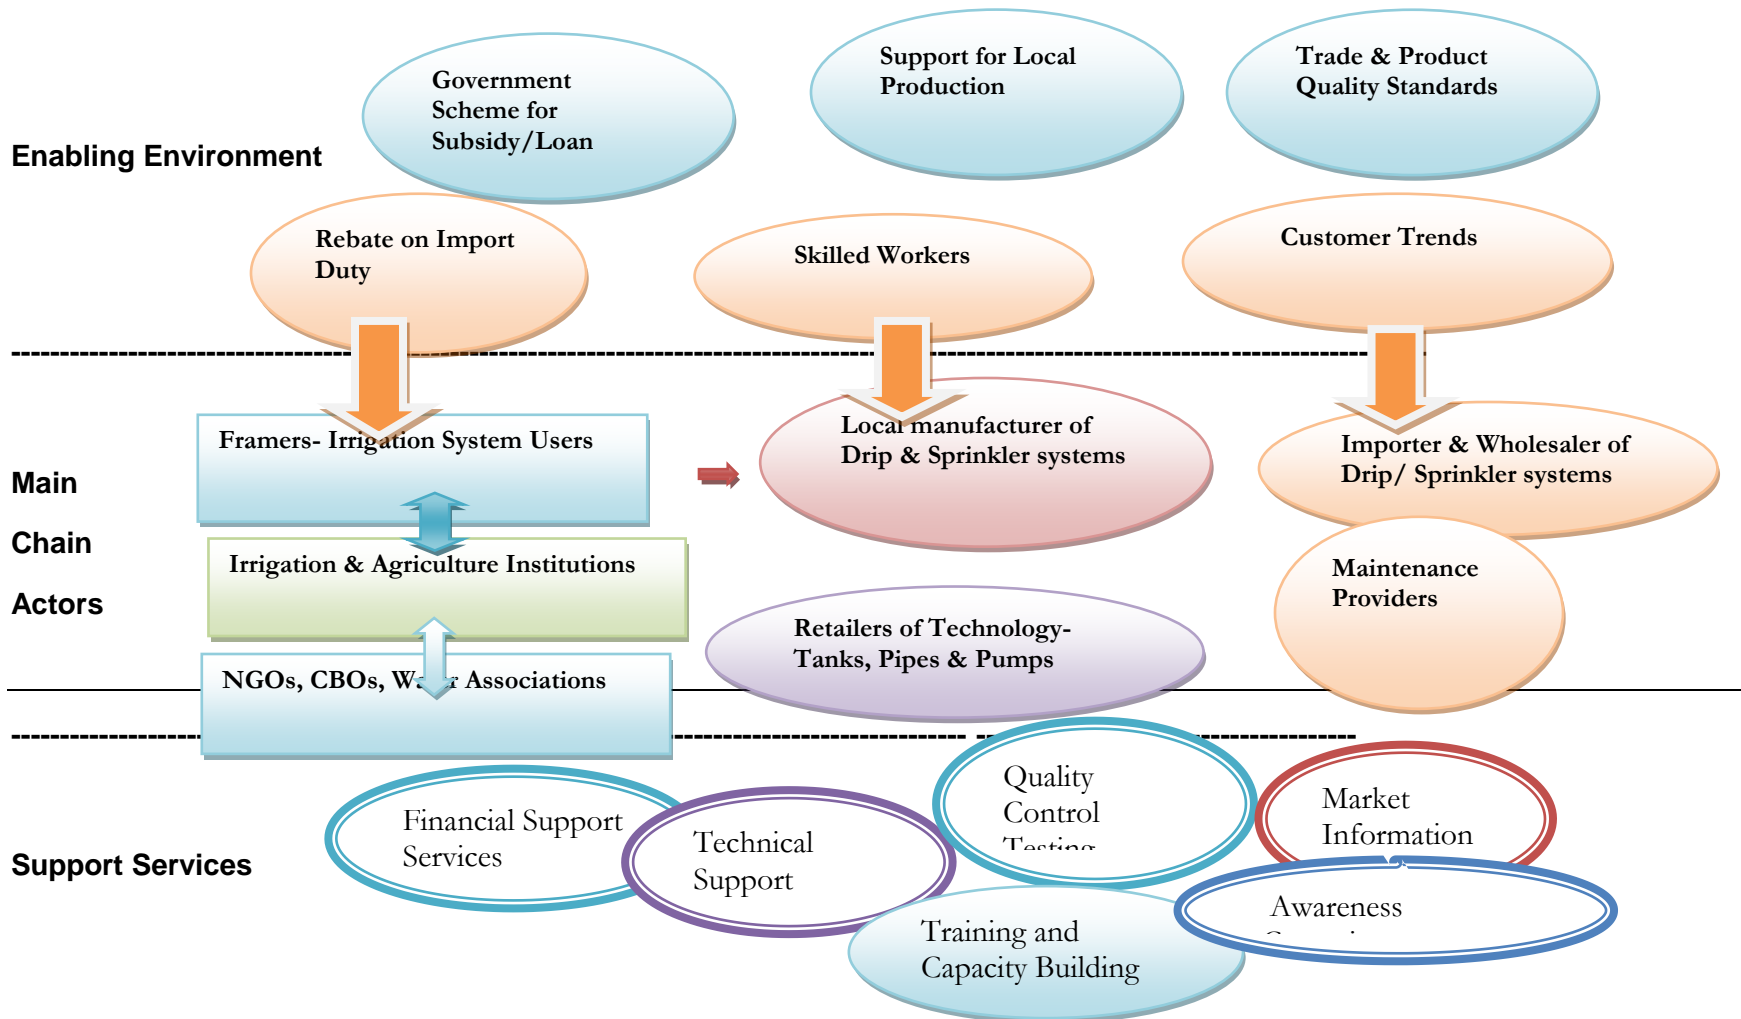 Government
Scheme for
Subsidy/Loan
Support for Local
Production
Trade & Product
Quality Standards
Enabling Environment
Rebate on Import
Duty
Skilled Workers
Customer Trends
Framers- Irrigation System Users
Local manufacturer of
Drip & Sprinkler systems
Importer & Wholesaler of
Drip/ Sprinkler systems
Main
Chain
Actors
Irrigation & Agriculture Institutions
Maintenance
Providers
Retailers of Technology-
Tanks, Pipes & Pumps
NGOs, CBOs, Water Associations
Quality
Control
Testing
Market
Information
Financial Support
Services
Technical
Support
Support Services
Awareness
Training and
Capacity Building